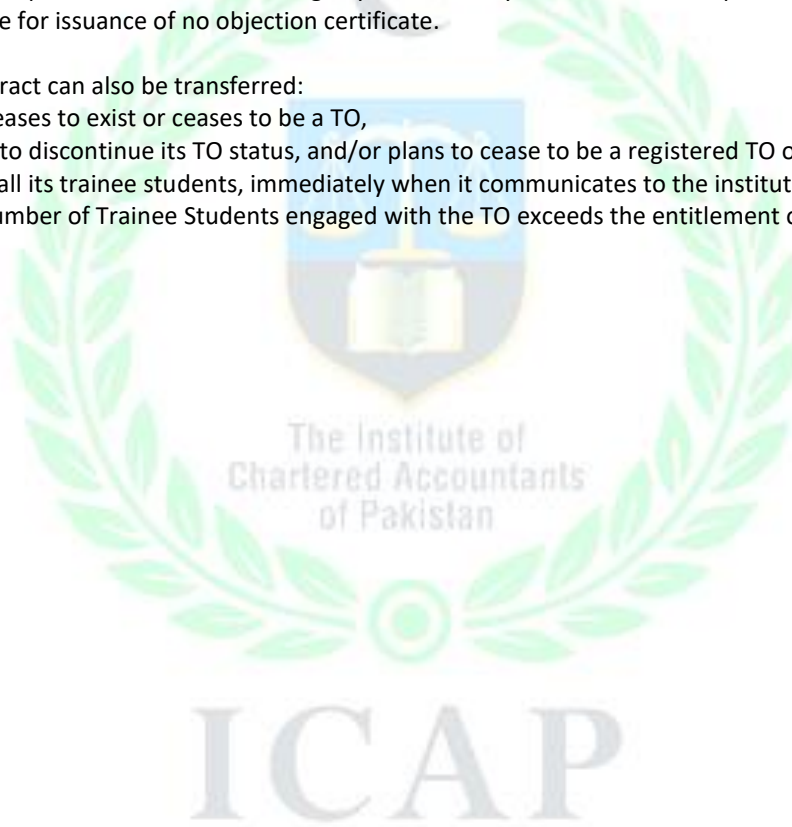 e for issuance of no objection certificate.
ract can also be transferred:
eases to exist or ceases to be a TO,
to discontinue its TO status, and/or plans to cease to be a registered TO o
all its trainee students, immediately when it communicates to the institut
umber of Trainee Students engaged with the TO exceeds the entitlement o
The Institute of
Chartered Accountants
of Pakistan
ICAP